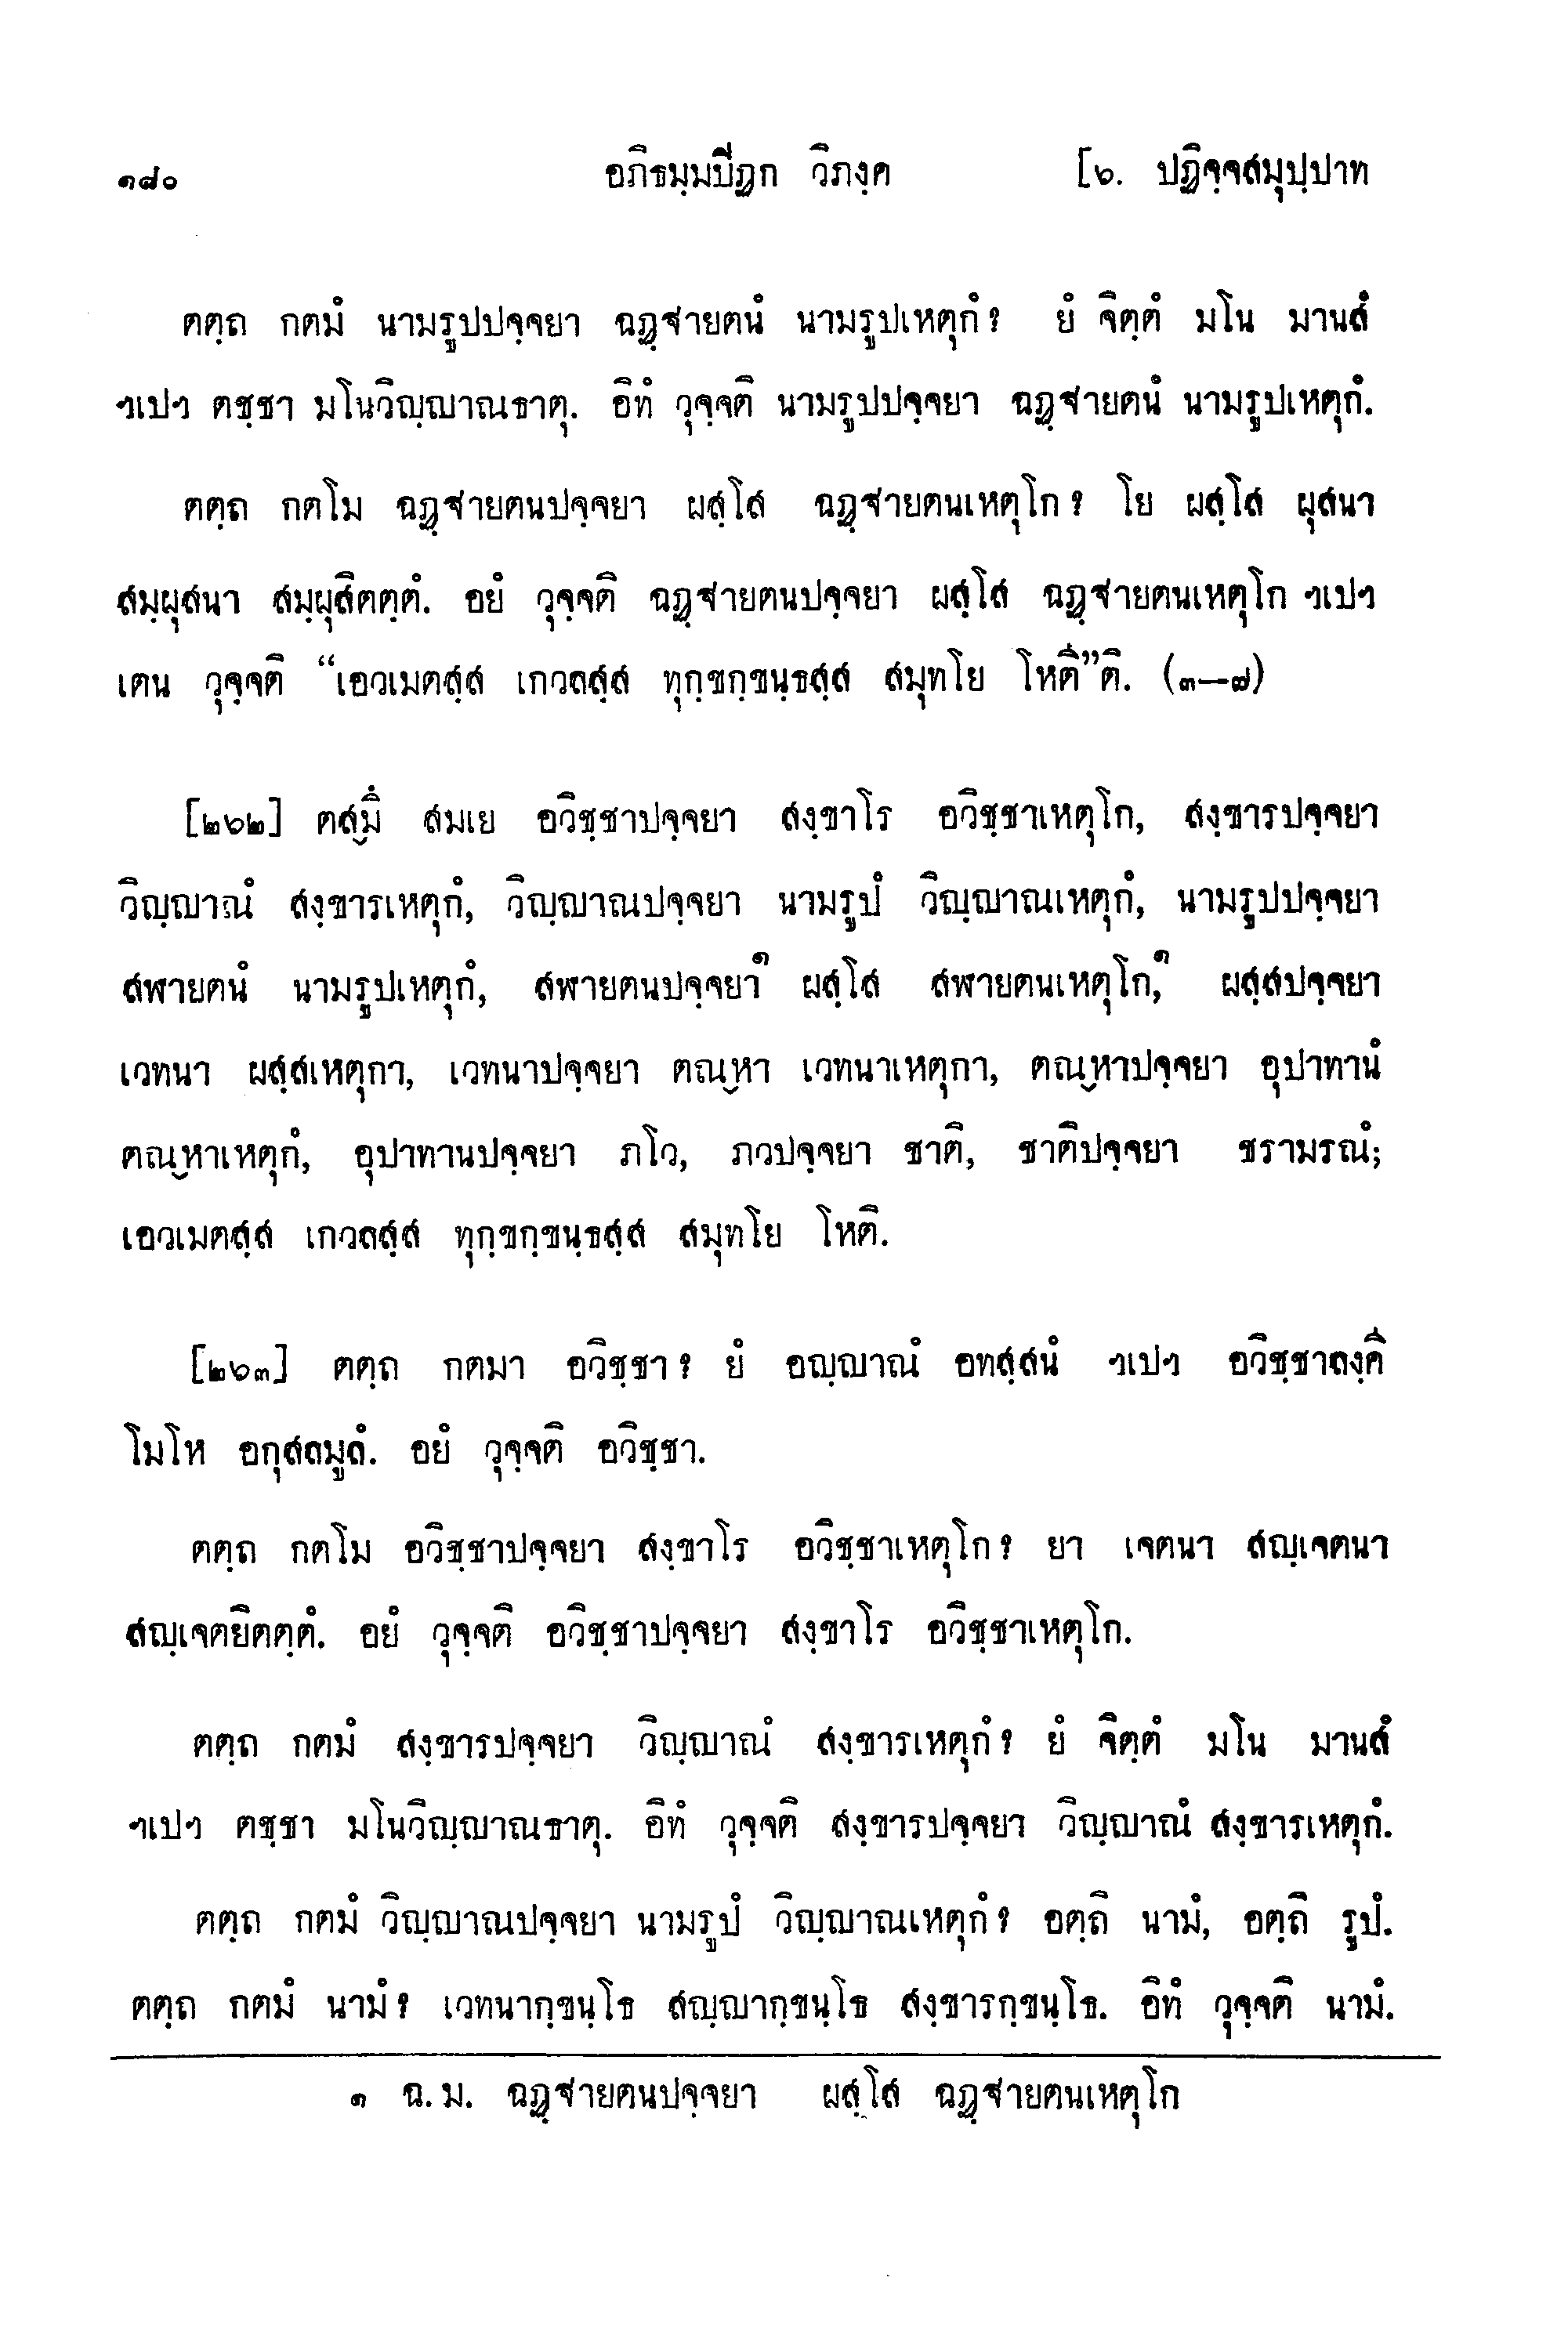 ๑๘๐ อภิธมฺมปิฏก วิภงฺค [๖. ปฏิจฺจสมุปฺปาท
ตตฺถ กตมํ นามรูปปจฺจยา ฉฏฺฐายตนํ นามรูปเหตุกํ? ยํ จิตฺตํ มโน มานสํ
ฯเปฯ ตชฺชา มโนวิญฺญาณธาตุ. อิทํ วุจฺจติ นามรูปปจฺจยา ฉฏฺฐายตนํ นามรูปเหตุกํ.
ตตฺถ กตโม ฉฏฺฐายตนปจฺจยา ผสฺโส ฉฏฺฐายตนเหตุโก? โย ผสฺโส ผุสนา
สมฺผุสนา สมฺผุสิตตฺตํ. อยํ วุจฺจติ ฉฏฺฐายตนปจฺจยา ผสฺโส ฉฏฺฐายตนเหตุโก ฯเปฯ
เตน วุจฺจติ “เอวเมตสฺส เกวลสฺส ทุกฺขกฺขนฺธสฺส สมุทโย โหตี”ติ. (๓—๗)
[๒๖๒] ตสฺมึ สมเย อวิชฺชาปจฺจยา สงฺขาโร อวิชฺชาเหตุโก, สงฺขารปจฺจยา
วิญฺญาณํ สงฺขารเหตุกํ, วิญฺญาณปจฺจยา นามรูปํ วิญฺญาณเหตุกํ, นามรูปปจฺจยา
สฬายตนํ นามรูปเหตุกํ, สฬายตนปจฺจยา๑ ผสฺโส สฬายตนเหตุโก,๑ ผสฺสปจฺจยา
เวทนา ผสฺสเหตุกา, เวทนาปจฺจยา ตณฺหา เวทนาเหตุกา, ตณฺหาปจฺจยา อุปาทานํ
ตณฺหาเหตุกํ, อุปาทานปจฺจยา ภโว, ภวปจฺจยา ชาติ, ชาติปจฺจยา ชรามรณํ;
เอวเมตสฺส เกวลสฺส ทุกฺขกฺขนฺธสฺส สมุทโย โหติ.
[๒๖๓] ตตฺถ กตมา อวิชฺชา? ยํ อญฺญาณํ อทสฺสนํ ฯเปฯ อวิชฺชาลงฺคี
โมโห อกุสลมูลํ. อยํ วุจฺจติ อวิชฺชา.
ตตฺถ กตโม อวิชฺชาปจฺจยา สงฺขาโร อวิชฺชาเหตุโก? ยา เจตนา สญฺเจตนา
สญฺเจตยิตตฺตํ. อยํ วุจฺจติ อวิชฺชาปจฺจยา สงฺขาโร อวิชฺชาเหตุโก.
ตตฺถ กตมํ สงฺขารปจฺจยา วิญฺญาณํ สงฺขารเหตุกํ? ยํ จิตฺตํ มโน มานสํ
ฯเปฯ ตชฺชา มโนวิญฺญาณธาตุ. อิทํ วุจฺจติ สงฺขารปจฺจยา วิญฺญาณํ สงฺขารเหตุกํ.
ตตฺถ กตมํ วิญฺญาณปจฺจยา นามรูปํ วิญฺญาณเหตุกํ? อตฺถิ นามํ, อตฺถิ รูปํ.
ตตฺถ กตมํ นามํ? เวทนากฺขนฺโธ สญฺญากฺขนฺโธ สงฺขารกฺขนฺโธ. อิทํ วุจฺจติ นามํ.
๑ ฉ.ม. ฉฏฺฐายตนปจฺจยา ผสฺโส ฉฏฺฐายตนเหตุโก